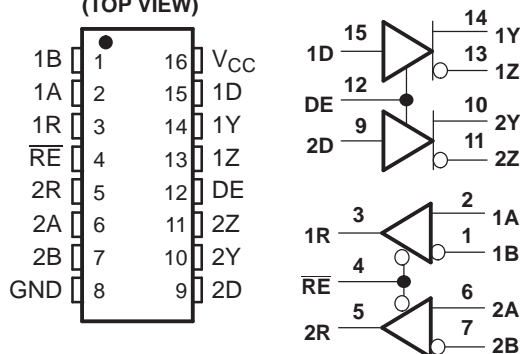 (TOP VIEW)
1B 1 16 VCC
1A 2 15 1D
1R 3 14 1Y
RE 4 13 1Z
2R 5 12 DE
2A 6 11 2Z
2B 7 10 2Y
GND 8 9 2D
15 14
1D 1Y
13
1Z
12
DE
9 10
2D 2Y
11
2Z
3 2
1R 1A
1
1B
4
RE
5 6
2R 2A
7
2B